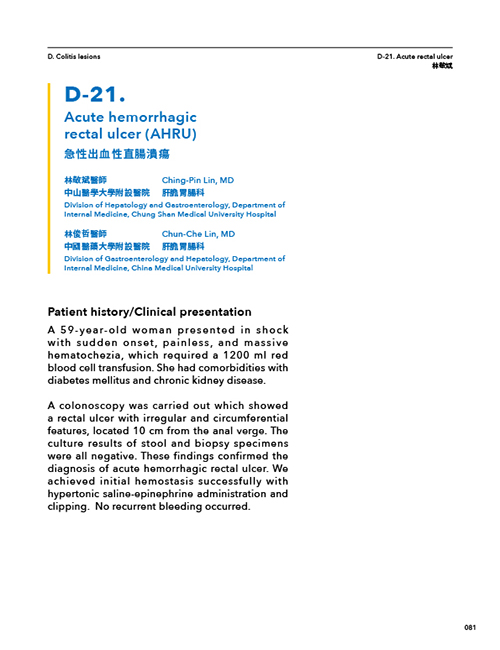 D. Colitis lesions
D-21. Acute rectal ulcer
林敬斌
D-21.
Acute hemorrhagic
rectal ulcer (AHRU)
急性出血性直腸潰瘍
林敬斌醫師 Ching-Pin Lin, MD
中山醫學大學附設醫院 肝膽胃腸科
Division of Hepatology and Gastroenterology, Department of
Internal Medicine, Chung Shan Medical University Hospital
林俊哲醫師 Chun-Che Lin, MD
中國醫藥大學附設醫院 肝膽胃腸科
Division of Gastroenterology and Hepatology, Department of
Internal Medicine, China Medical University Hospital
Patient history/Clinical presentation
A 59-year-old woman presented in shock
with sudden onset, painless, and massive
hematochezia, which required a 1200 ml red
blood cell transfusion. She had comorbidities with
diabetes mellitus and chronic kidney disease.
A colonoscopy was carried out which showed
a rectal ulcer with irregular and circumferential
features, located 10 cm from the anal verge. The
culture results of stool and biopsy specimens
were all negative. These findings confirmed the
diagnosis of acute hemorrhagic rectal ulcer. We
achieved initial hemostasis successfully with
hypertonic saline-epinephrine administration and
clipping. No recurrent bleeding occurred.
081